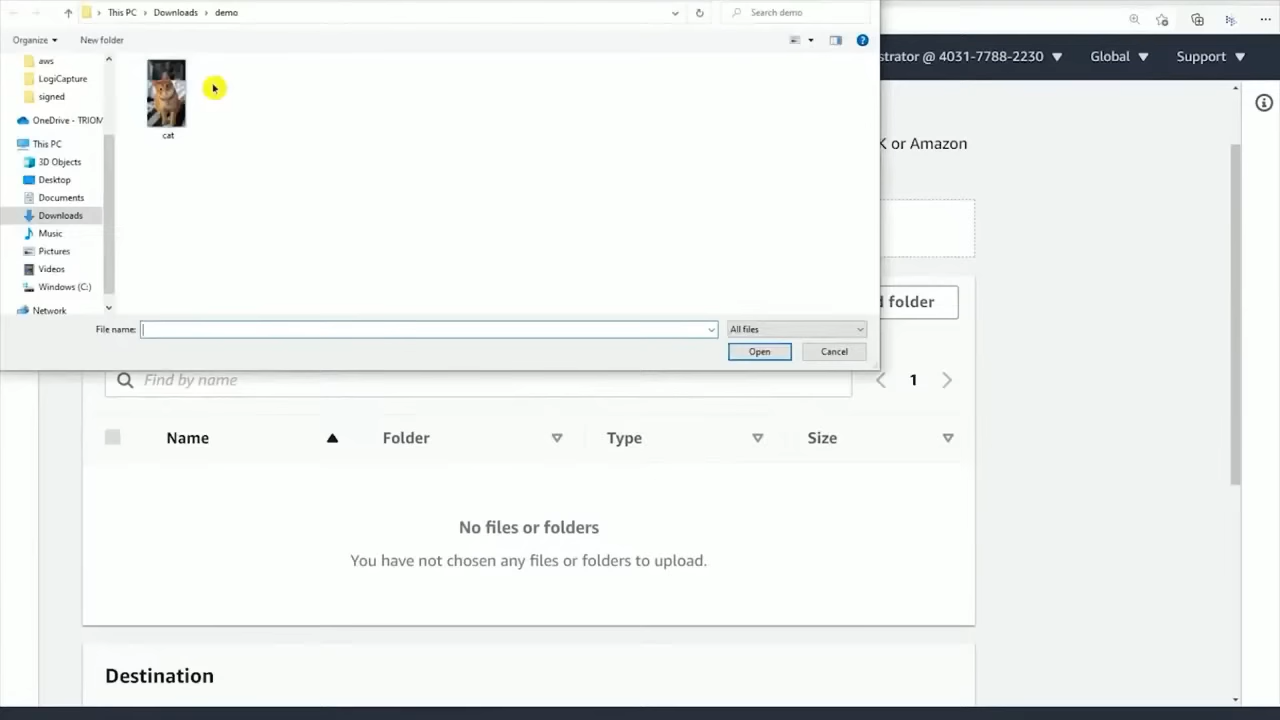 This PC > Downloads > demo
Search demo
Organize
New folder
aws
LogiCapture
signed
OneDrive - TRIOM
This PC
3D Objects
Desktop
Documents
Downloads
Music
Pictures
Videos
Windows (C:)
Network
cat
File name:
All files
Open
Cancel
strator @ 4031-7788-2230
Global
Support
K or Amazon
d folder
Find by name
1
Name
Folder
Type
Size
No files or folders
You have not chosen any files or folders to upload.
Destination